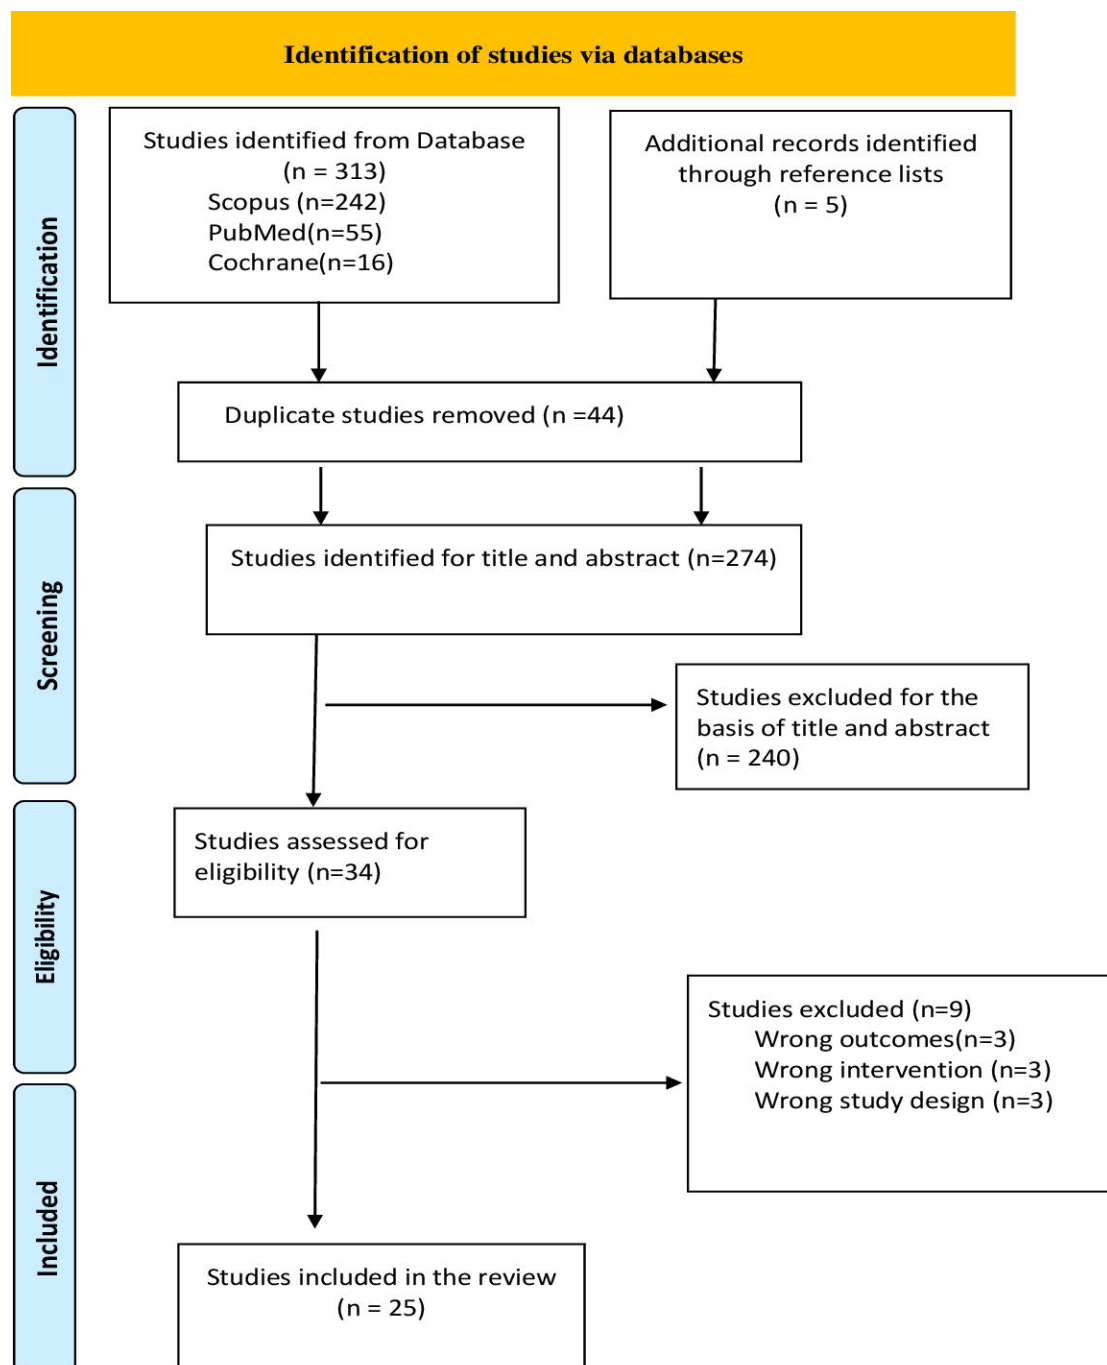 Identification of studies via databases
Identification
Studies identified from Database
(n = 313)
Scopus (n=242)
PubMed(n=55)
Cochrane(n=16)
Additional records identified
through reference lists
(n = 5)
Duplicate studies removed (n =44)
Screening
Studies identified for title and abstract (n=274)
Studies excluded for the
basis of title and abstract
(n = 240)
Eligibility
Studies assessed for
eligibility (n=34)
Studies excluded (n=9)
Wrong outcomes(n=3)
Wrong intervention (n=3)
Wrong study design (n=3)
Included
Studies included in the review
(n = 25)